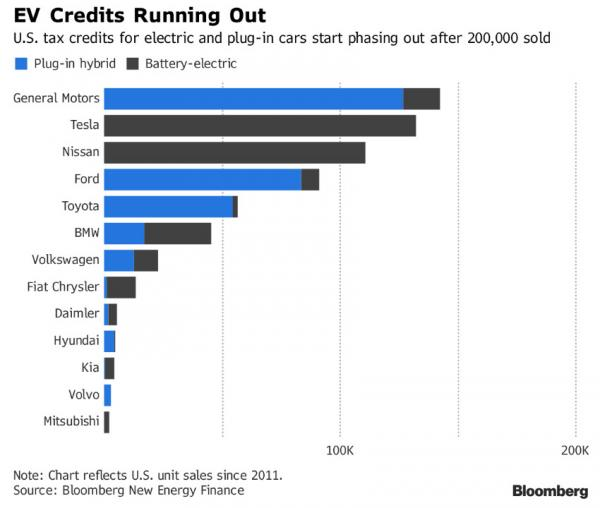 EV Credits Running Out
U.S. tax credits for electric and plug-in cars start phasing out after 200,000 sold
Plug-in hybrid Battery-electric
General Motors
Tesla
Nissan
Ford
Toyota
BMW
Volkswagen
Fiat Chrysler
Daimler
Hyundai
Kia
Volvo
Mitsubishi
100K 200K
Note: Chart reflects U.S. unit sales since 2011.
Source: Bloomberg New Energy Finance
Bloomberg